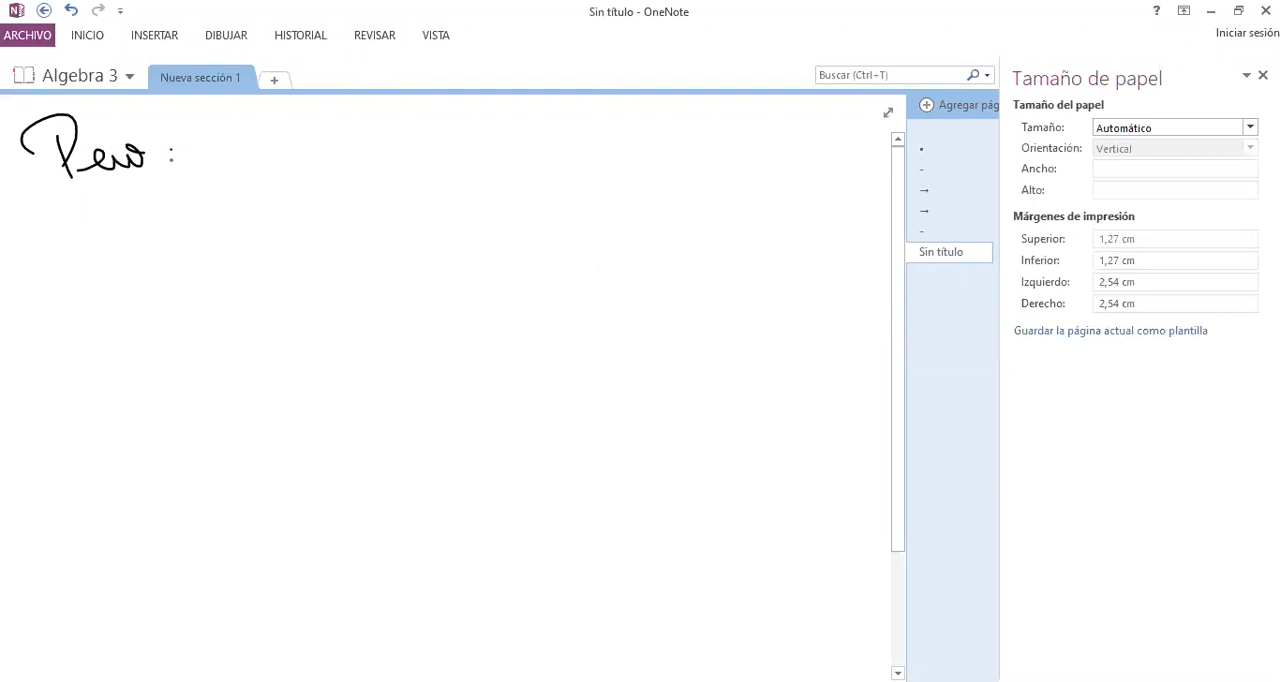 Sin título - OneNote
?
ARCHIVO INICIO INSERTAR DIBUJAR HISTORIAL REVISAR VISTA
Iniciar sesión
Algebra 3
Nueva sección 1
+
Buscar (Ctrl+T)
Pero :
Agregar pág
-
→
→
-
Sin título
Tamaño de papel
Tamaño del papel
Tamaño: Automático
Orientación: Vertical
Ancho:
Alto:
Márgenes de impresión
Superior: 1,27 cm
Inferior: 1,27 cm
Izquierdo: 2,54 cm
Derecho: 2,54 cm
Guardar la página actual como plantilla